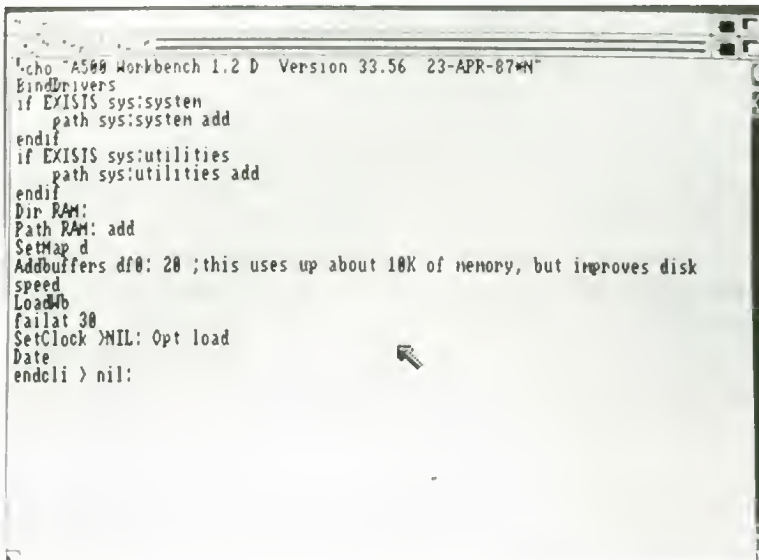 Echo "A500 Workbench 1.2 D  Version 33.56  23-APR-87*N"
BindDrivers
if EXISTS sys:system
    path sys:system add
endif
if EXISTS sys:utilities
    path sys:utilities add
endif
Dir RAM:
Path RAM: add
SetMap d
Addbuffers df0: 20 ;this uses up about 10K of memory, but improves disk
speed
LoadWb
failat 30
SetClock >NIL: Opt load
Date
endcli > nil: